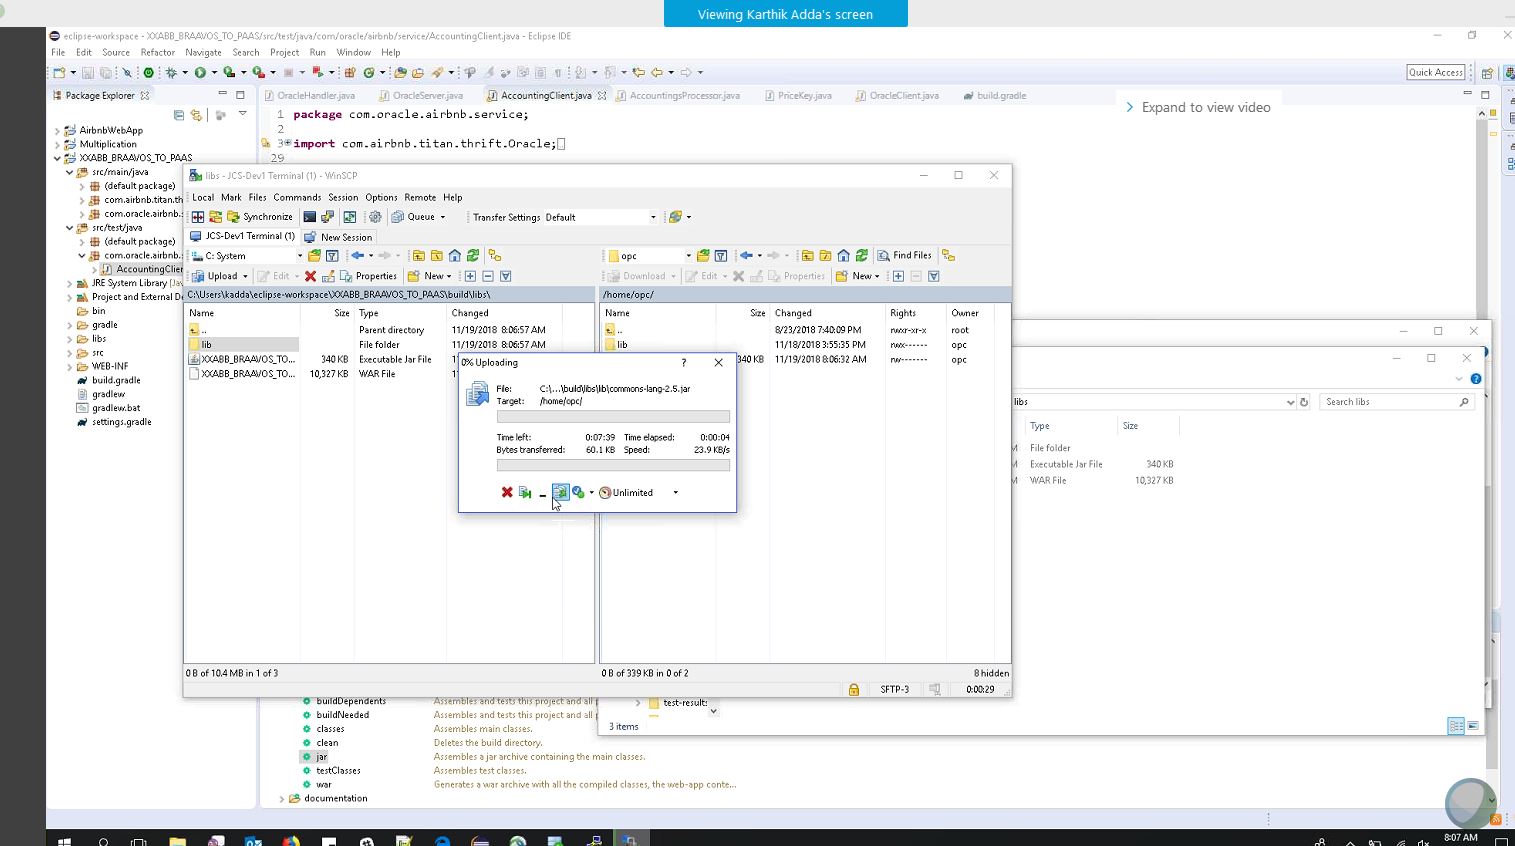 Viewing Karthik Adda's screen
eclipse-workspace - XXABB_BRAAVOS_TO_PAAS/src/test/java/com/oracle/airbnb/service/AccountingClient.java - Eclipse IDE
File Edit Source Refactor Navigate Search Project Run Window Help
Quick Access
Package Explorer
OracleHandler.java OracleServer.java AccountingClient.java AccountingsProcessor.java PriceKey.java OracleClient.java build.gradle
Expand to view video
1 package com.oracle.airbnb.service;
2
3 import com.airbnb.titan.thrift.Oracle;
29
AirbnbWebApp
Multiplication
XXABB_BRAAVOS_TO_PAAS
src/main/java
(default package)
com.airbnb.titan.th
com.oracle.airbnb.
src/test/java
(default package)
com.oracle.airbnb.
AccountingClie
JRE System Library [Jav
Project and External D
bin
gradle
libs
src
WEB-INF
build.gradle
gradlew
gradlew.bat
settings.gradle
libs - JCS-Dev1 Terminal (1) - WinSCP
Local Mark Files Commands Session Options Remote Help
Synchronize Queue Transfer Settings Default
JCS-Dev1 Terminal (1) New Session
C: System
opc Find Files
Upload Edit Properties New
Download Edit Properties New
C:\Users\kadda\eclipse-workspace\XXABB_BRAAVOS_TO_PAAS\build\libs\
/home/opc/
Name Size Type Changed
.. Parent directory 11/19/2018 8:06:57 AM
lib File folder 11/19/2018 8:06:57 AM
XXABB_BRAAVOS_TO... 340 KB Executable Jar File 11
XXABB_BRAAVOS_TO... 10,327 KB WAR File 11
Name Size Changed Rights Owner
.. 8/23/2018 7:40:09 PM rwxr-xr-x root
lib 11/18/2018 3:55:35 PM rwx------ opc
340 KB 11/19/2018 8:06:32 AM rw------- opc
0% Uploading
?
File: C:\...\build\libs\lib\commons-lang-2.5.jar
Target: /home/opc/
Time left: 0:07:39 Time elapsed: 0:00:04
Bytes transferred: 60.1 KB Speed: 23.9 KB/s
Unlimited
0 B of 10.4 MB in 1 of 3
0 B of 339 KB in 0 of 2
8 hidden
SFTP-3 0:00:29
libs
Search libs
Type Size
M File folder
M Executable Jar File 340 KB
M WAR File 10,327 KB
test-results
3 items
buildDependents Assembles and tests this project and all p
buildNeeded Assembles and tests this project and all p
classes Assembles main classes.
clean Deletes the build directory.
jar Assembles a jar archive containing the main classes.
testClasses Assembles test classes.
war Generates a war archive with all the compiled classes, the web-app conte...
documentation
8:07 AM